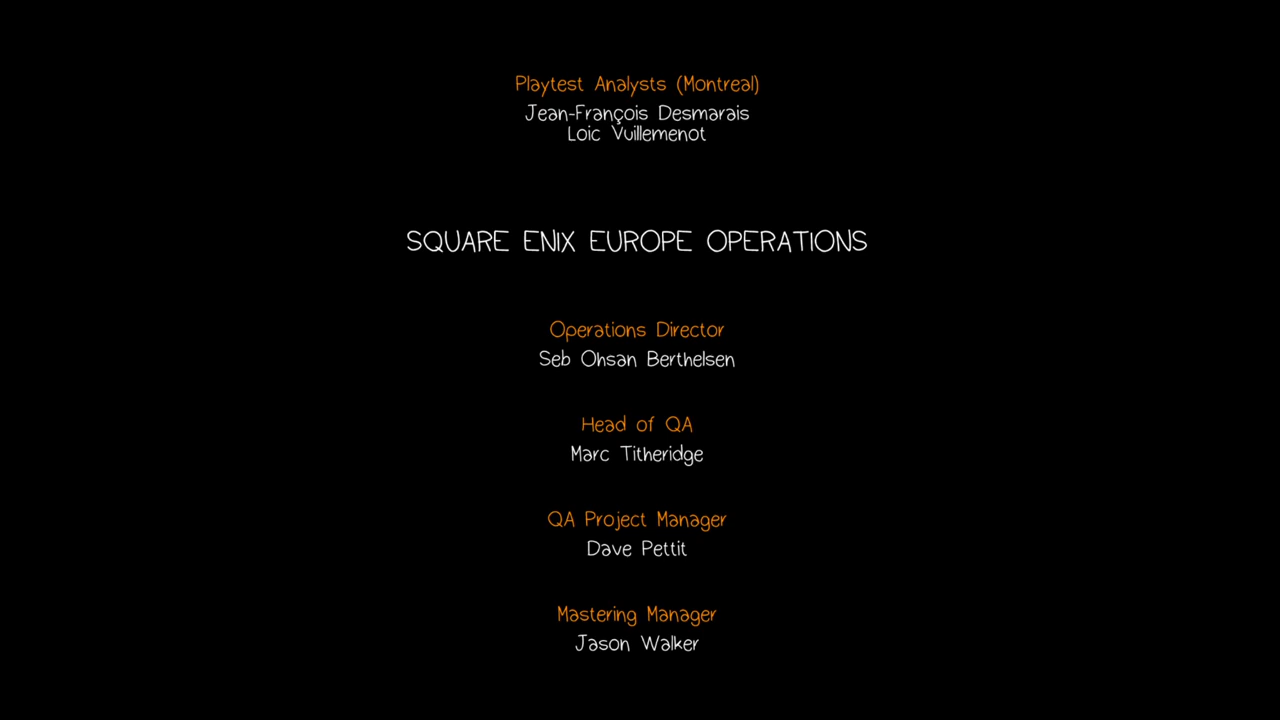 Playtest Analysts (Montreal)
Jean-François Desmarais
Loic Vuillemenot
SQUARE ENIX EUROPE OPERATIONS
Operations Director
Seb Ohsan Berthelsen
Head of QA
Marc Titheridge
QA Project Manager
Dave Pettit
Mastering Manager
Jason Walker